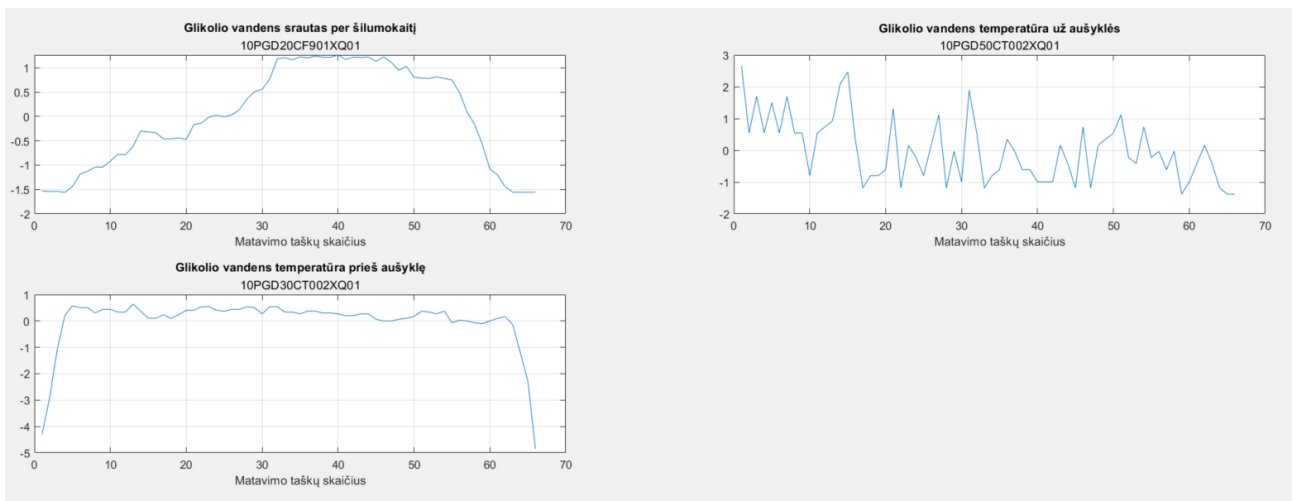 Glikolio vandens srautas per šilumokaitį
10PGD20CF901XQ01
1
0.5
0
-0.5
-1
-1.5
-2
0 10 20 30 40 50 60 70
Matavimo taškų skaičius
Glikolio vandens temperatūra už aušyklės
10PGD50CT002XQ01
3
2
1
0
-1
-2
0 10 20 30 40 50 60 70
Matavimo taškų skaičius
Glikolio vandens temperatūra prieš aušyklę
10PGD30CT002XQ01
1
0
-1
-2
-3
-4
-5
0 10 20 30 40 50 60 70
Matavimo taškų skaičius